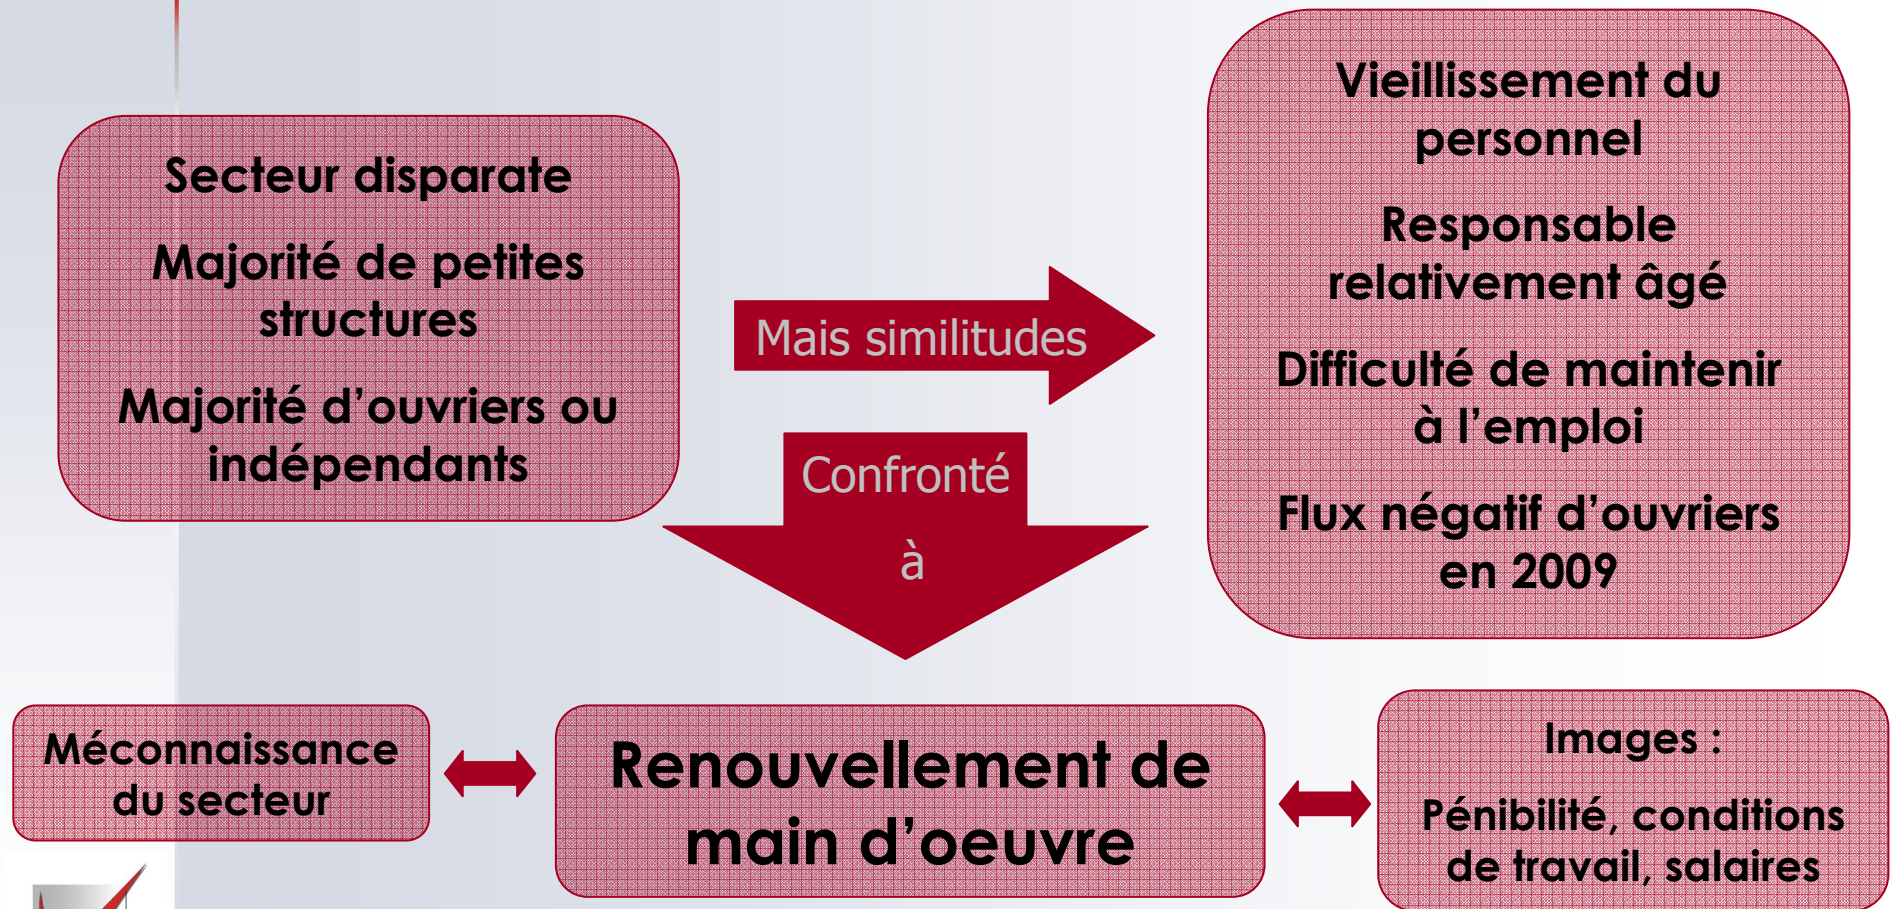 Secteur disparate
Majorité de petites
structures
Majorité d’ouvriers ou
indépendants
Mais similitudes
Vieillissement du
personnel
Responsable
relativement âgé
Difficulté de maintenir
à l’emploi
Flux négatif d’ouvriers
en 2009
Confronté
à
Méconnaissance
du secteur
Renouvellement de
main d’oeuvre
Images :
Pénibilité, conditions
de travail, salaires